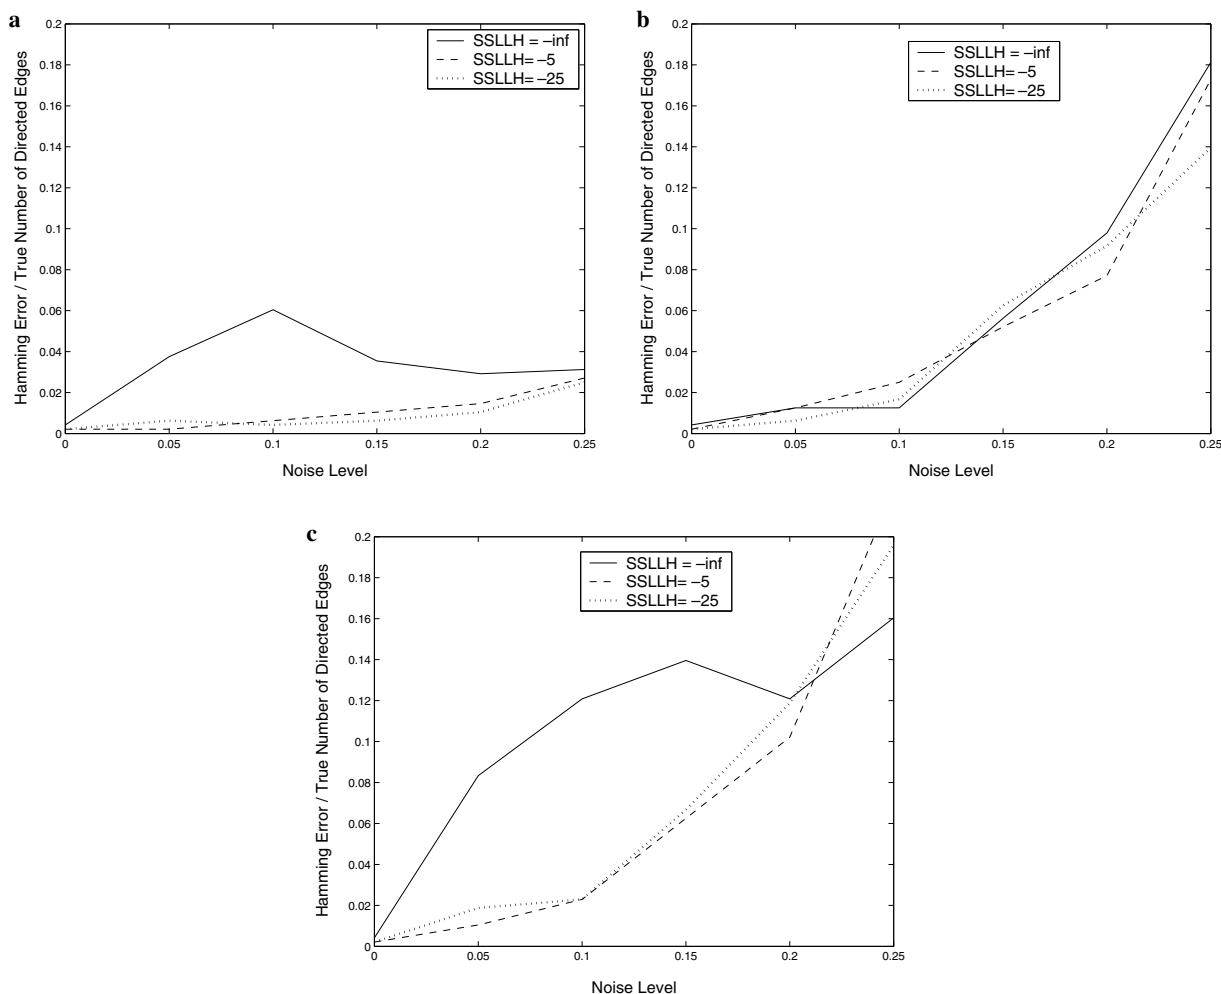 a
Hamming Error / True Number of Directed Edges
0.2
0.18
0.16
0.14
0.12
0.1
0.08
0.06
0.04
0.02
0
SSLLH = –inf
SSLLH= –5
SSLLH= –25
0 0.05 0.1 0.15 0.2 0.25
Noise Level
b
Hamming Error / True Number of Directed Edges
0.2
0.18
0.16
0.14
0.12
0.1
0.08
0.06
0.04
0.02
0
SSLLH = –inf
SSLLH= –5
SSLLH= –25
0 0.05 0.1 0.15 0.2 0.25
Noise Level
c
Hamming Error / True Number of Directed Edges
0.2
0.18
0.16
0.14
0.12
0.1
0.08
0.06
0.04
0.02
0
SSLLH = –inf
SSLLH= –5
SSLLH= –25
0 0.05 0.1 0.15 0.2 0.25
Noise Level